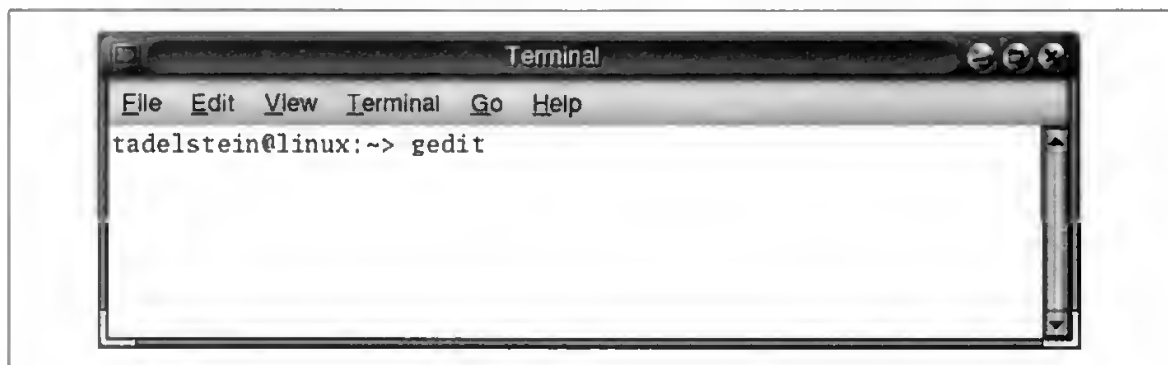 Terminal
File Edit View Terminal Go Help
tadelstein@linux:~> gedit